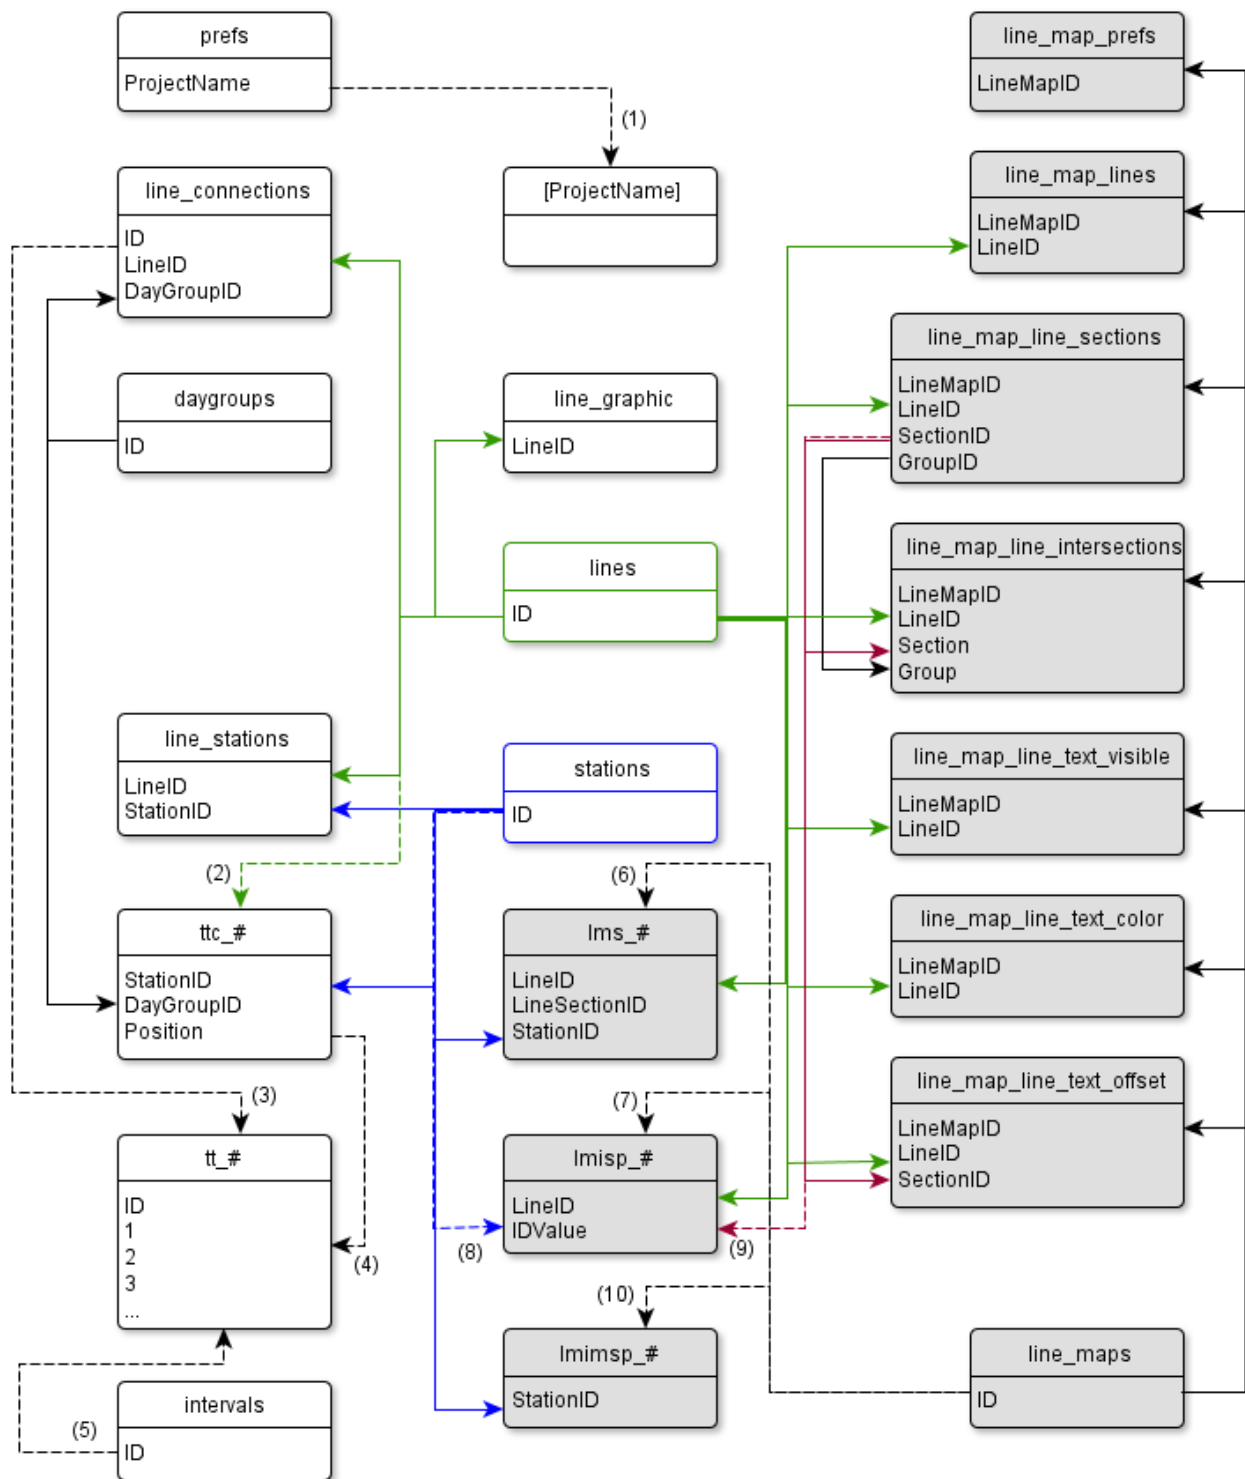 prefs
ProjectName
(1)
[ProjectName]
line_connections
ID
LineID
DayGroupID
daygroups
ID
line_graphic
LineID
lines
ID
line_stations
LineID
StationID
stations
ID
(2)
ttc_#
StationID
DayGroupID
Position
(3)
(4)
tt_#
ID
1
2
3
...
(5)
intervals
ID
(6)
lms_#
LineID
LineSectionID
StationID
(7)
lmisp_#
LineID
IDValue
(8)
(9)
(10)
lmimsp_#
StationID
line_map_prefs
LineMapID
line_map_lines
LineMapID
LineID
line_map_line_sections
LineMapID
LineID
SectionID
GroupID
line_map_line_intersections
LineMapID
LineID
Section
Group
line_map_line_text_visible
LineMapID
LineID
line_map_line_text_color
LineMapID
LineID
line_map_line_text_offset
LineMapID
LineID
SectionID
line_maps
ID